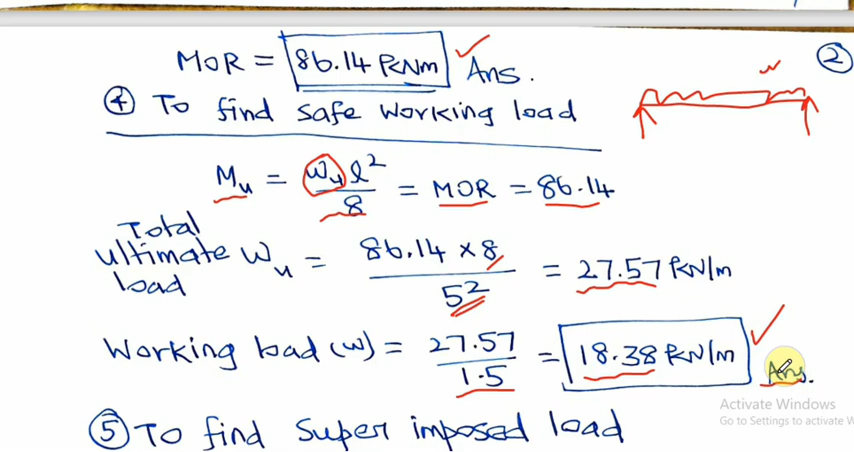 ②
MOR = 86.14 kNm Ans.
④ To find safe working load
w
Mu = wu l² / 8 = MOR = 86.14
Total ultimate load Wu = 86.14 × 8 / 5² = 27.57 kN/m
Working load (w) = 27.57 / 1.5 = 18.38 kN/m Ans.
Activate Windows
Go to Settings to activate W
⑤ To find super imposed load